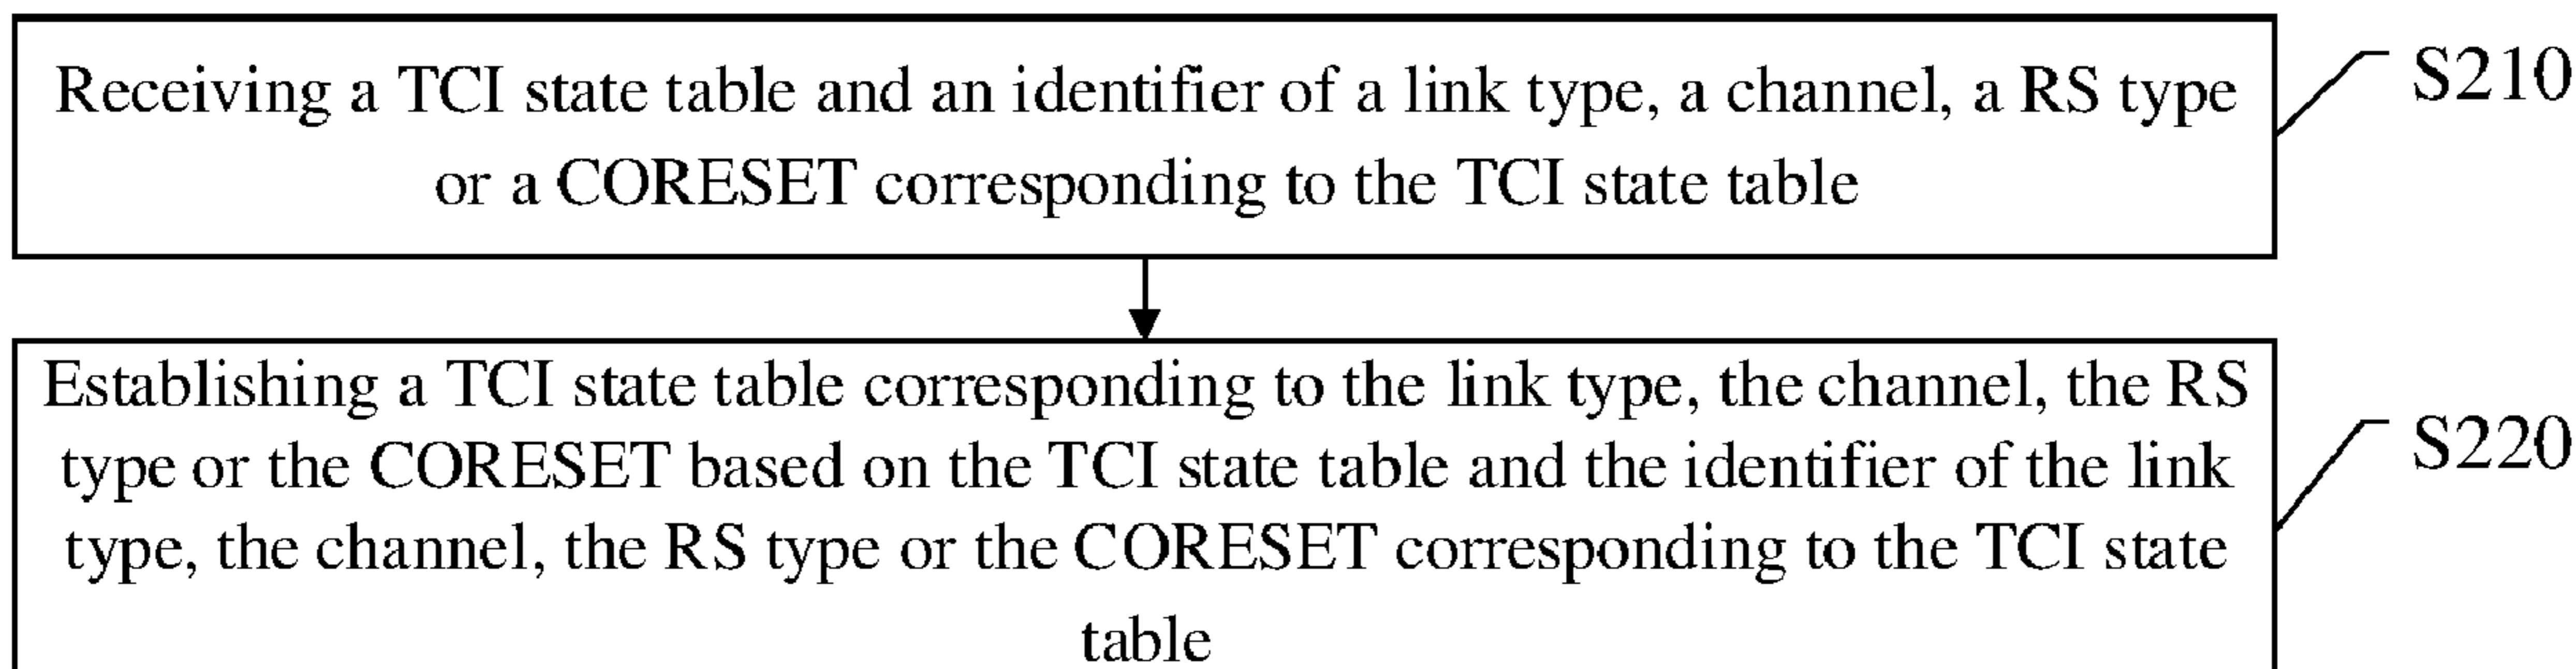 Receiving a TCI state table and an identifier of a link type, a channel, a RS type
or a CORESET corresponding to the TCI state table
S210
Establishing a TCI state table corresponding to the link type, the channel, the RS
type or the CORESET based on the TCI state table and the identifier of the link
type, the channel, the RS type or the CORESET corresponding to the TCI state
table
S220